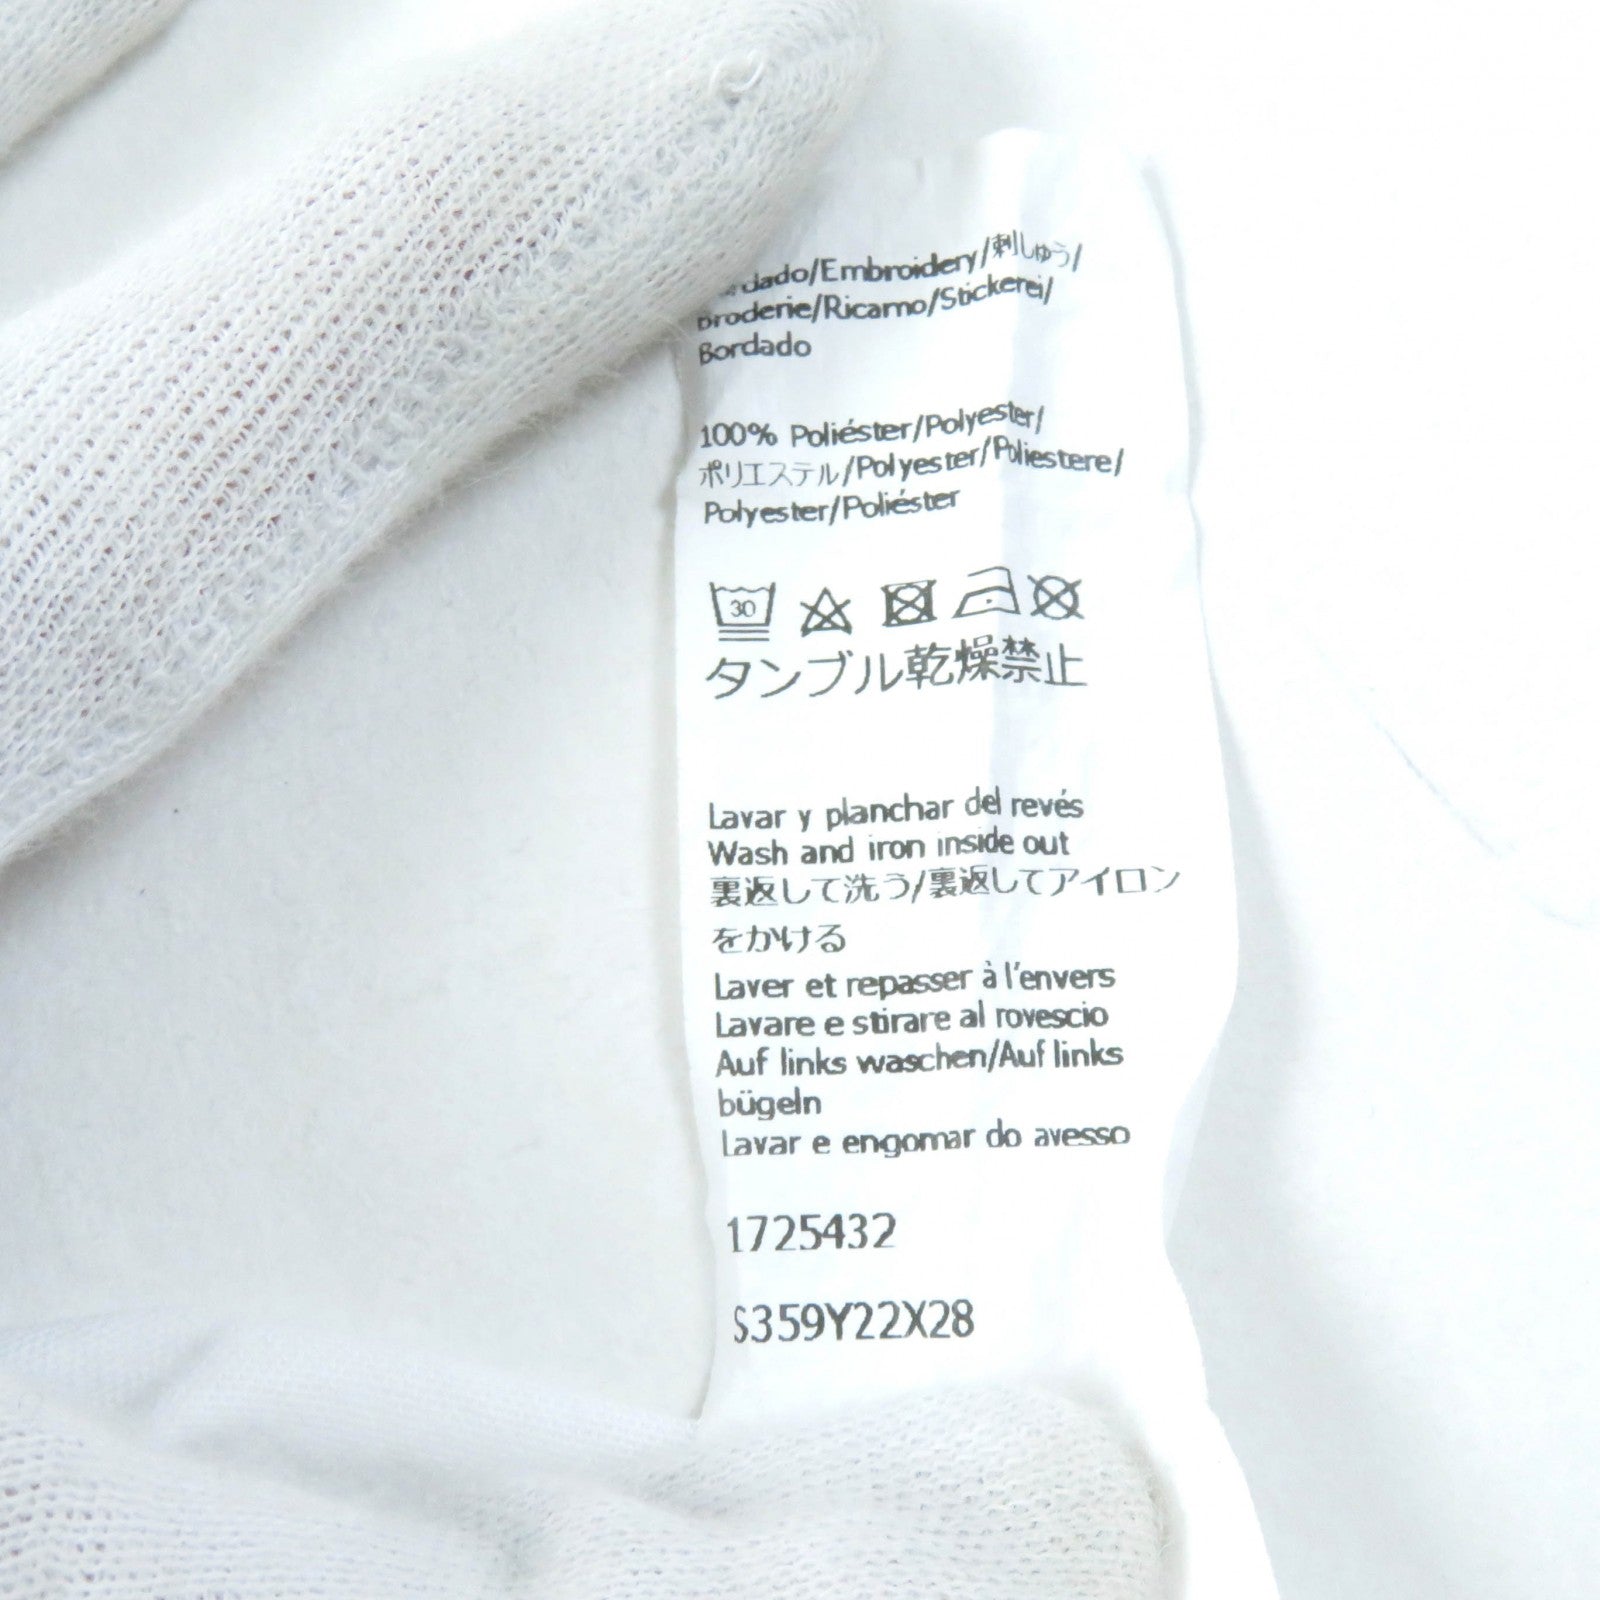 Embroidery/刺しゅう/
Broderie/Ricamo/Stickerei/
Bordado
100% Poliéster/Polyester/
ポリエステル/Polyester/Poliestere/
Polyester/Poliéster
30
タンブル乾燥禁止
Lavar y planchar del revés
Wash and iron inside out
裏返して洗う/裏返してアイロン
をかける
Laver et repasser à l'envers
Lavare e stirare al rovescio
Auf links waschen/Auf links
bügeln
Lavar e engomar do avesso
1725432
S359Y22X28